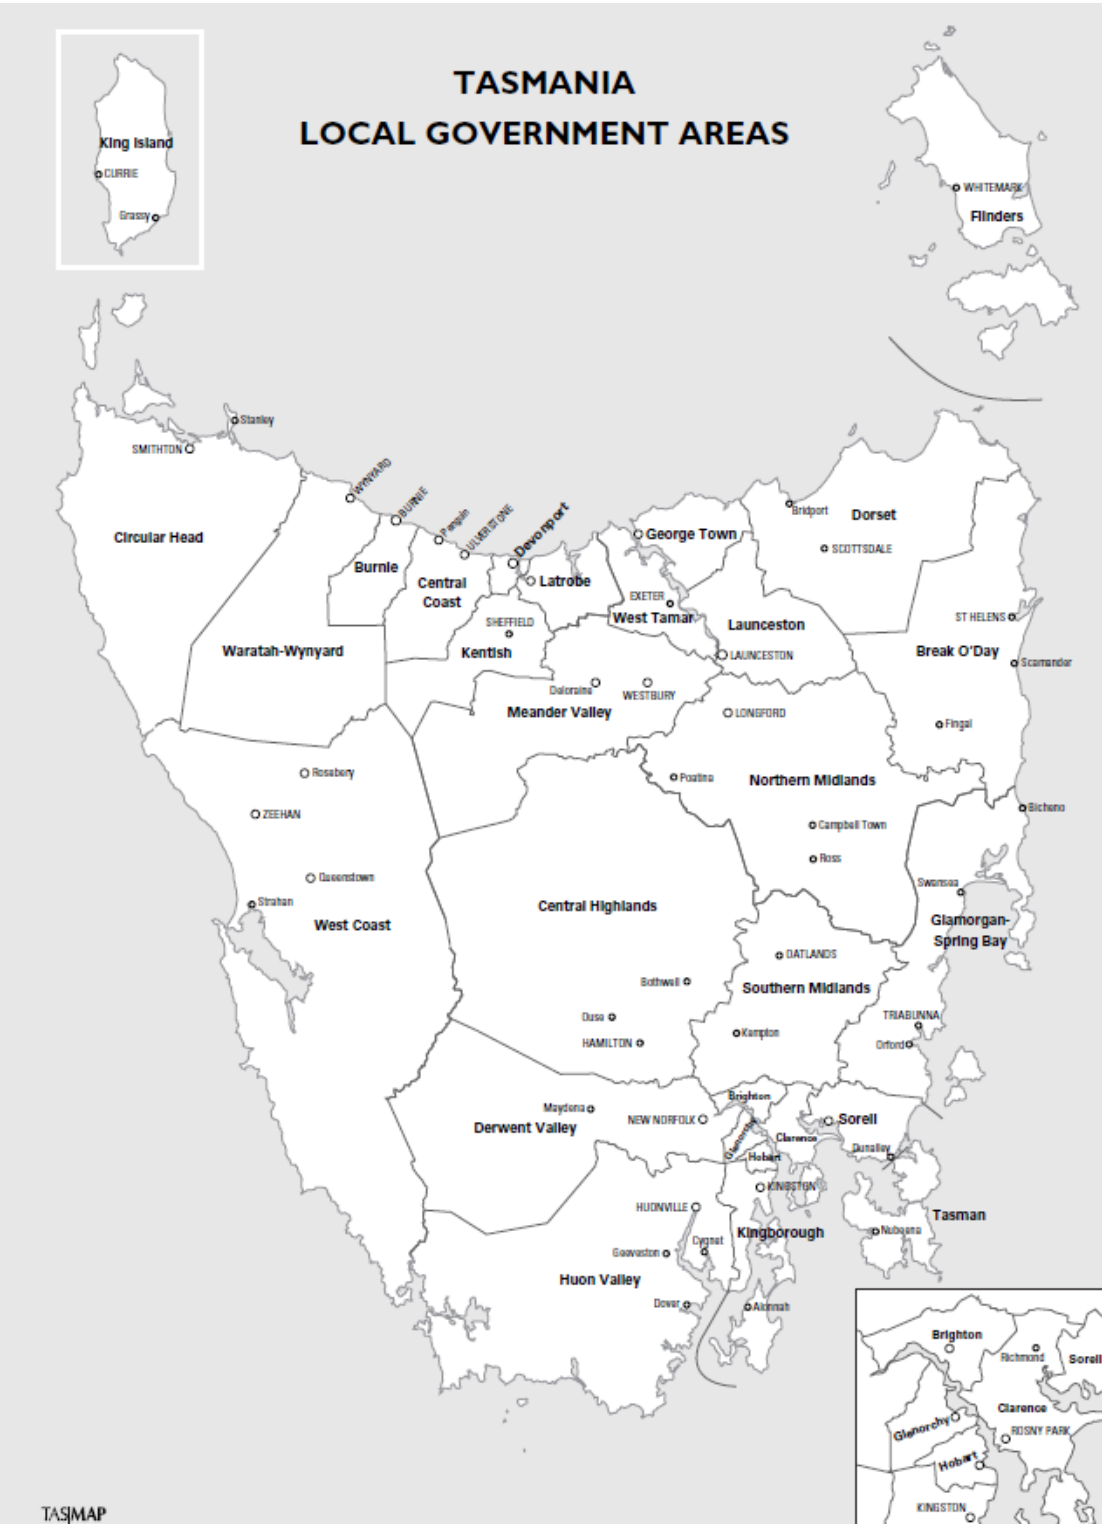 TASMANIA
LOCAL GOVERNMENT AREAS
King Island
CURRIE
Grassy
WHITEMARK
Flinders
Stanley
SMITHTON
WYNYARD
BURNIE
Penguin
ULVERSTONE
Devonport
Circular Head
Burnie
Central
Coast
Latrobe
George Town
Bridport
Dorset
SCOTTSDALE
EXETER
West Tamar
SHEFFIELD
Kentish
Launceston
LAUNCESTON
ST HELENS
Break O'Day
Scamander
Waratah-Wynyard
Deloraine
WESTBURY
Meander Valley
LONGFORD
Fingal
Rosebery
Poatina
Northern Midlands
ZEEHAN
Campbell Town
Bicheno
Ross
Queenstown
Swansea
Strahan
West Coast
Central Highlands
Glamorgan-
Spring Bay
OATLANDS
Bothwell
Southern Midlands
Ouse
TRIABUNNA
HAMILTON
Kempton
Orford
Brighton
Maydena
NEW NORFOLK
Derwent Valley
Glenorchy
Clarence
Sorell
Hobart
Dunalley
KINGSTON
HUONVILLE
Tasman
Nubeena
Kingborough
Cygnet
Geeveston
Huon Valley
Dover
Alonnah
Brighton
Richmond
Sorell
Clarence
Glenorchy
ROSNY PARK
Hobart
KINGSTON
TASMAP